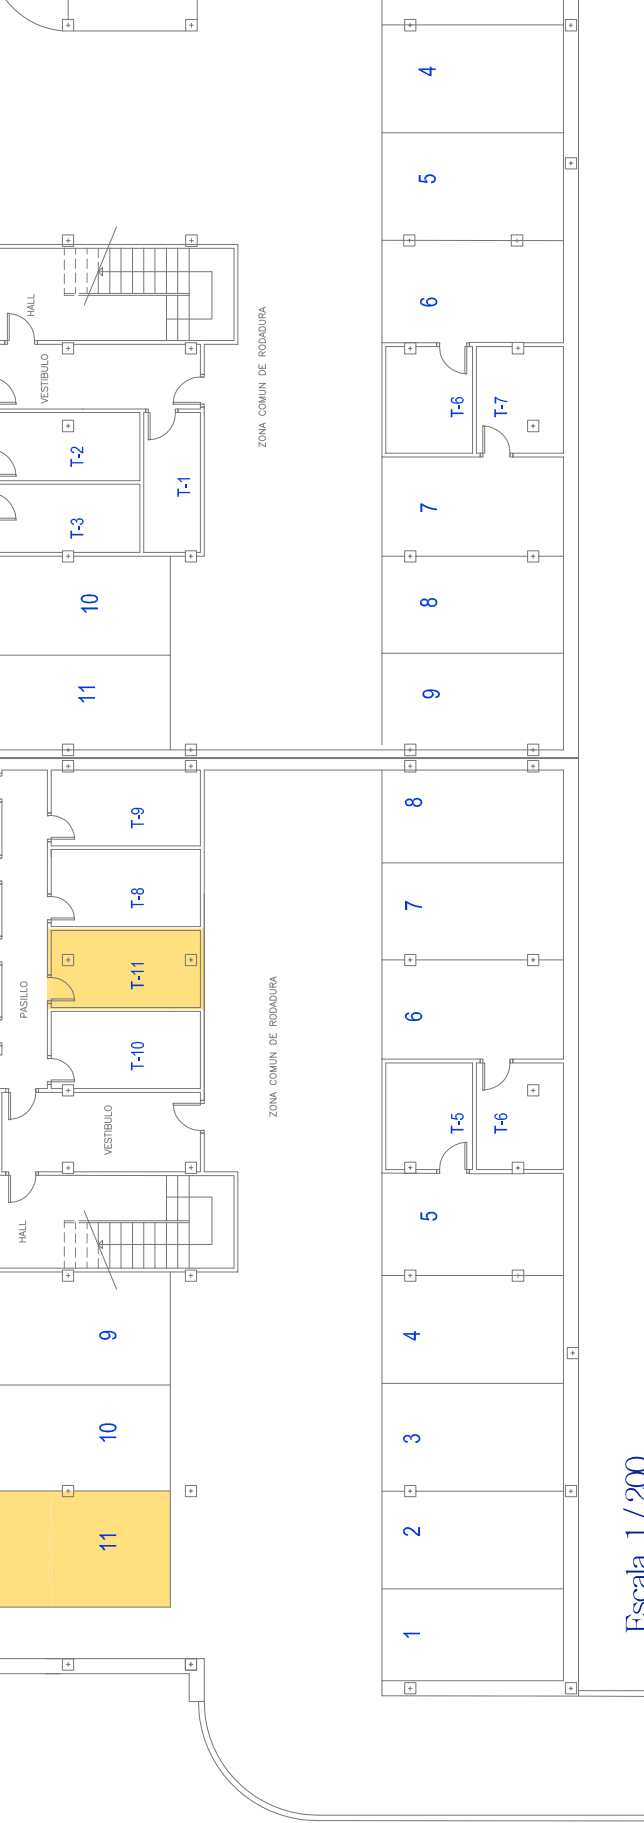 4
5
6
HALL
VESTIBULO
ZONA COMUN DE RODADURA
T-6
T-7
T-2
T-1
T-3
7
10
8
11
9
T-9
8
T-8
7
T-11
PASILLO
6
T-10
ZONA COMUN DE RODADURA
VESTIBULO
T-5
T-6
HALL
5
9
4
10
3
11
2
1
Escala 1 / 200